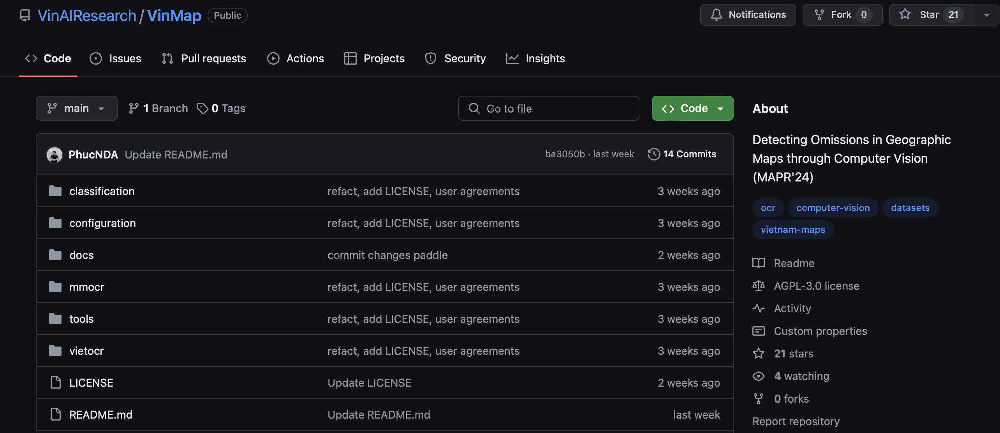 VinAIResearch / VinMap Public
Notifications Fork 0 Star 21
Code Issues Pull requests Actions Projects Security Insights
main 1 Branch 0 Tags Go to file Code
PhucNDA Update README.md ba3050b · last week 14 Commits
classification refact, add LICENSE, user agreements 3 weeks ago
configuration refact, add LICENSE, user agreements 3 weeks ago
docs commit changes paddle 2 weeks ago
mmocr refact, add LICENSE, user agreements 3 weeks ago
tools refact, add LICENSE, user agreements 3 weeks ago
vietocr refact, add LICENSE, user agreements 3 weeks ago
LICENSE Update LICENSE 2 weeks ago
README.md Update README.md last week
About
Detecting Omissions in Geographic
Maps through Computer Vision
(MAPR'24)
ocr computer-vision datasets
vietnam-maps
Readme
AGPL-3.0 license
Activity
Custom properties
21 stars
4 watching
0 forks
Report repository